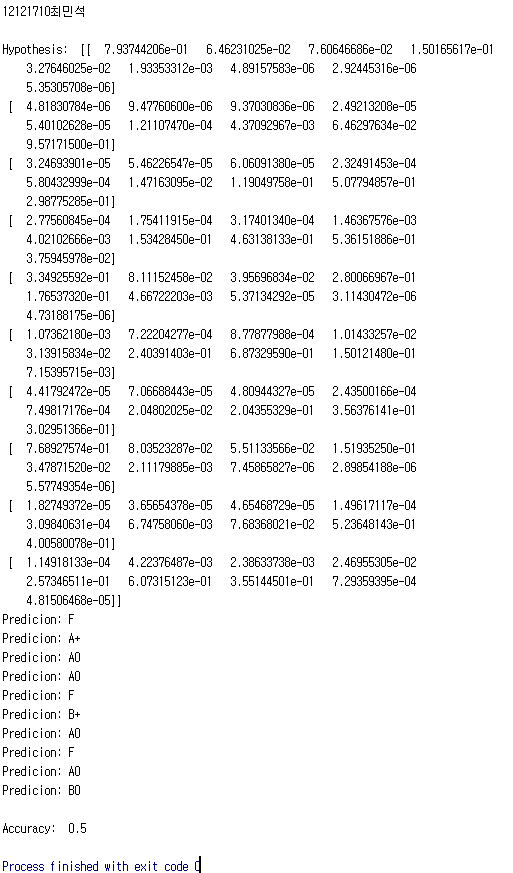 12121710최민석
Hypothesis:  [[  7.93744206e-01   6.46231025e-02   7.60646686e-02   1.50165617e-01
    3.27646025e-02   1.93353312e-03   4.89157583e-06   2.92445316e-06
    5.35305708e-06]
 [  4.81830784e-06   9.47760600e-06   9.37030836e-06   2.49213208e-05
    5.40102628e-05   1.21107470e-04   4.37092967e-03   6.46297634e-02
    9.57171500e-01]
 [  3.24693901e-05   5.46226547e-05   6.06091380e-05   2.32491453e-04
    5.80432999e-04   1.47163095e-02   1.19049758e-01   5.07794857e-01
    2.98775285e-01]
 [  2.77560845e-04   1.75411915e-04   3.17401340e-04   1.46367576e-03
    4.02102666e-03   1.53428450e-01   4.63138133e-01   5.36151886e-01
    3.75945978e-02]
 [  3.34925592e-01   8.11152458e-02   3.95696834e-02   2.80066967e-01
    1.76537320e-01   4.66722203e-03   5.37134292e-05   3.11430472e-06
    4.73188175e-06]
 [  1.07362180e-03   7.22204277e-04   8.77877988e-04   1.01433257e-02
    3.13915834e-02   2.40391403e-01   6.87329590e-01   1.50121480e-01
    7.15395715e-03]
 [  4.41792472e-05   7.06688443e-05   4.80944327e-05   2.43500166e-04
    7.49817176e-04   2.04802025e-02   2.04355329e-01   3.56376141e-01
    3.02951366e-01]
 [  7.68927574e-01   8.03523287e-02   5.51133566e-02   1.51935250e-01
    3.47871520e-02   2.11179885e-03   7.45865827e-06   2.89854188e-06
    5.57749354e-06]
 [  1.82749372e-05   3.65654378e-05   4.65468729e-05   1.49617117e-04
    3.09840631e-04   6.74758060e-03   7.68368021e-02   5.23648143e-01
    4.00580078e-01]
 [  1.14918133e-04   4.22376487e-03   2.38633738e-03   2.46955305e-02
    2.57346511e-01   6.07315123e-01   3.55144501e-01   7.29359395e-04
    4.81506468e-05]]
Predicion: F
Predicion: A+
Predicion: A0
Predicion: A0
Predicion: F
Predicion: B+
Predicion: A0
Predicion: F
Predicion: A0
Predicion: B0
Accuracy:  0.5
Process finished with exit code 0